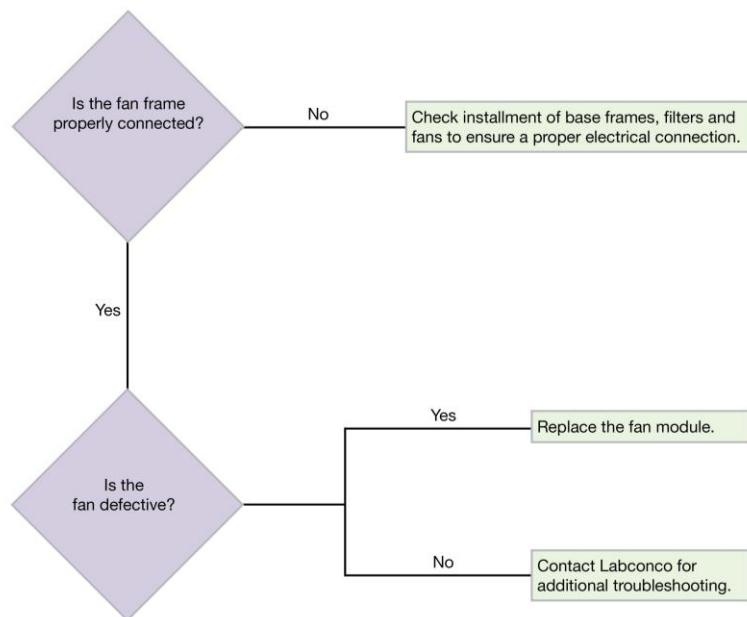 Is the fan frame
properly connected?
No
Check installment of base frames, filters and
fans to ensure a proper electrical connection.
Yes
Is the
fan defective?
Yes
Replace the fan module.
No
Contact Labconco for
additional troubleshooting.